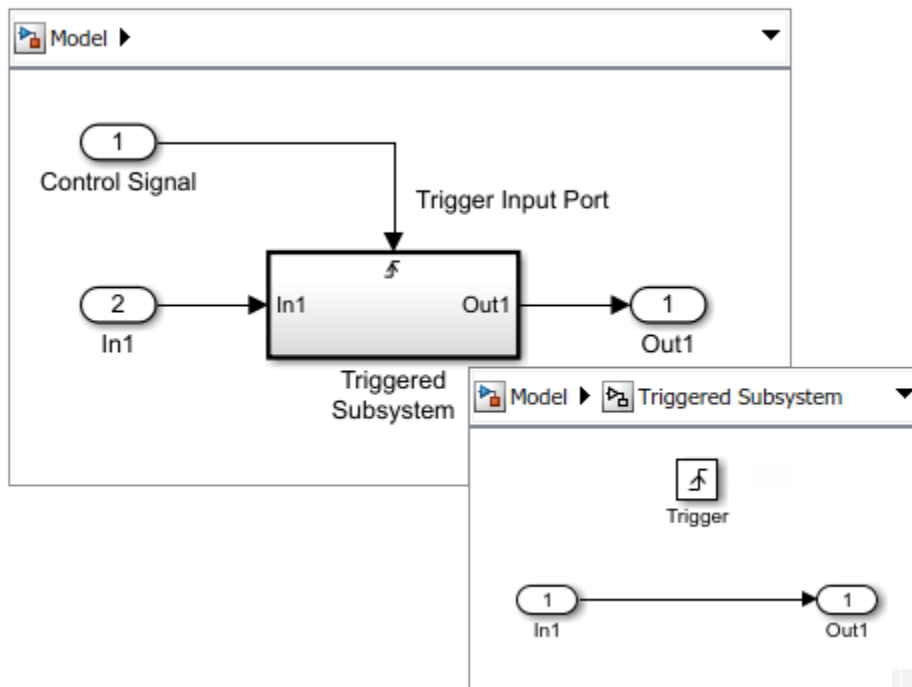 Model
1
Control Signal
Trigger Input Port
2
In1
In1
Out1
1
Out1
Triggered
Subsystem
Model Triggered Subsystem
Trigger
1
In1
1
Out1